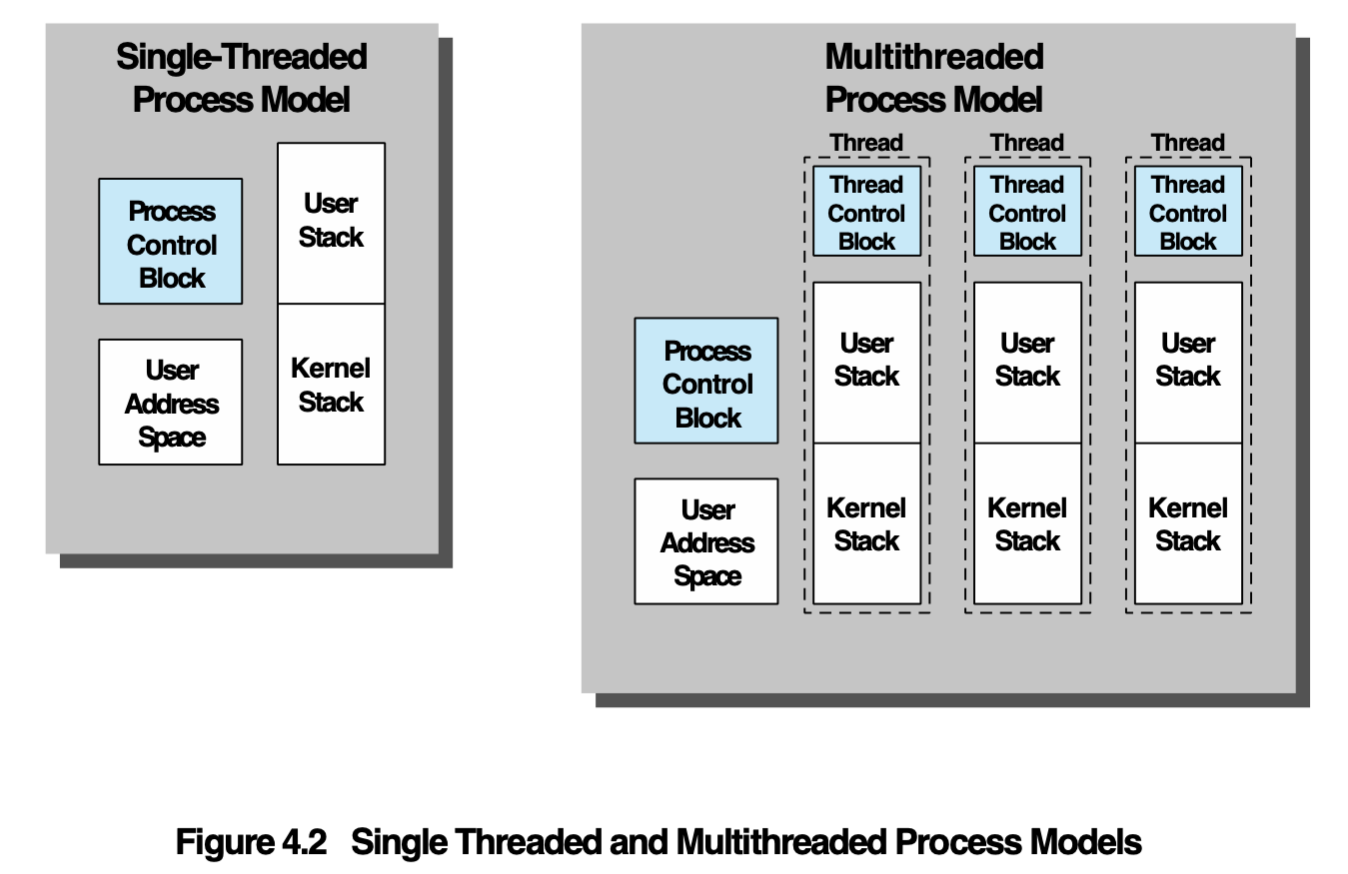 Single-Threaded
Process Model
Process
Control
Block
User
Address
Space
User
Stack
Kernel
Stack
Multithreaded
Process Model
Process
Control
Block
User
Address
Space
Thread
Thread
Control
Block
User
Stack
Kernel
Stack
Thread
Thread
Control
Block
User
Stack
Kernel
Stack
Thread
Thread
Control
Block
User
Stack
Kernel
Stack
Figure 4.2 Single Threaded and Multithreaded Process Models